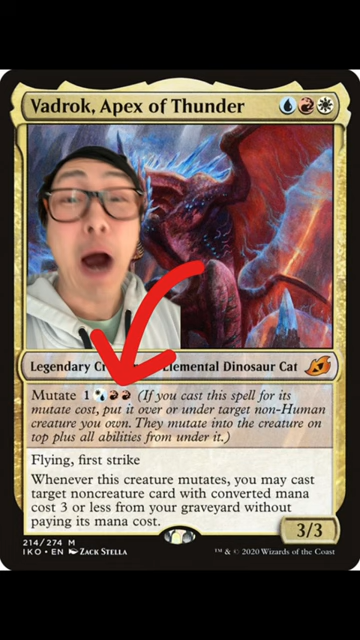 Vadrok, Apex of Thunder
Legendary Cr Elemental Dinosaur Cat
Mutate 1 (If you cast this spell for its
mutate cost, put it over or under target non-Human
creature you own. They mutate into the creature on
top plus all abilities from under it.)
Flying, first strike
Whenever this creature mutates, you may cast
target noncreature card with converted mana
cost 3 or less from your graveyard without
paying its mana cost.
3/3
214/274 M
IKO • EN Zack Stella
™ & © 2020 Wizards of the Coast